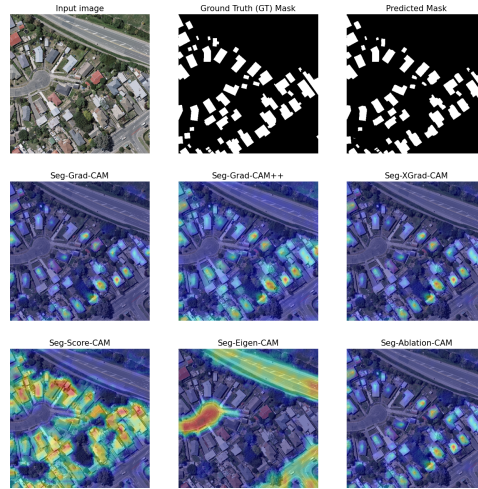 Input image
Ground Truth (GT) Mask
Predicted Mask
Seg-Grad-CAM
Seg-Grad-CAM++
Seg-XGrad-CAM
Seg-Score-CAM
Seg-Eigen-CAM
Seg-Ablation-CAM